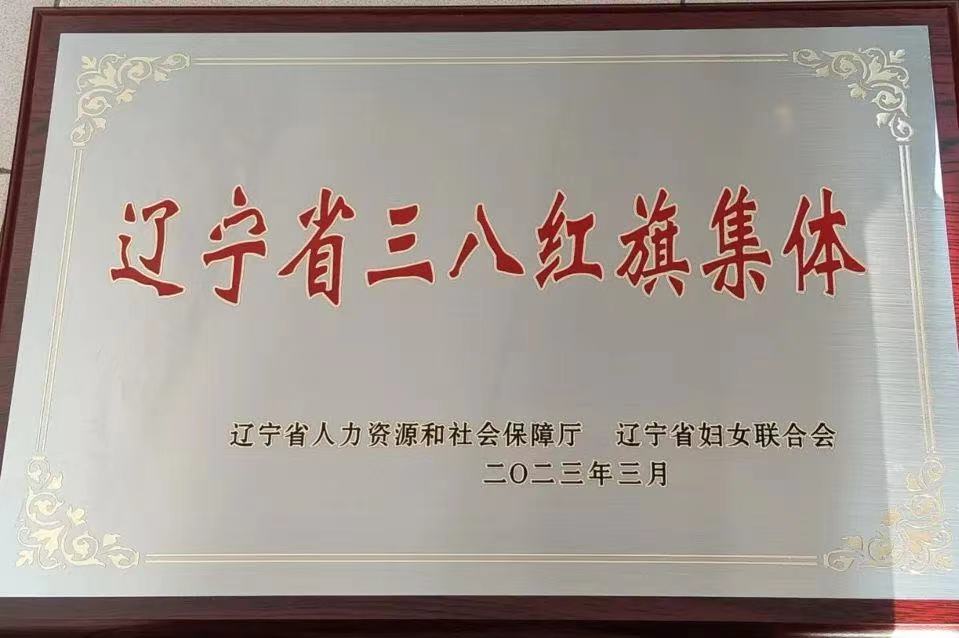 辽宁省三八红旗集体
辽宁省人力资源和社会保障厅 辽宁省妇女联合会
二〇二三年三月